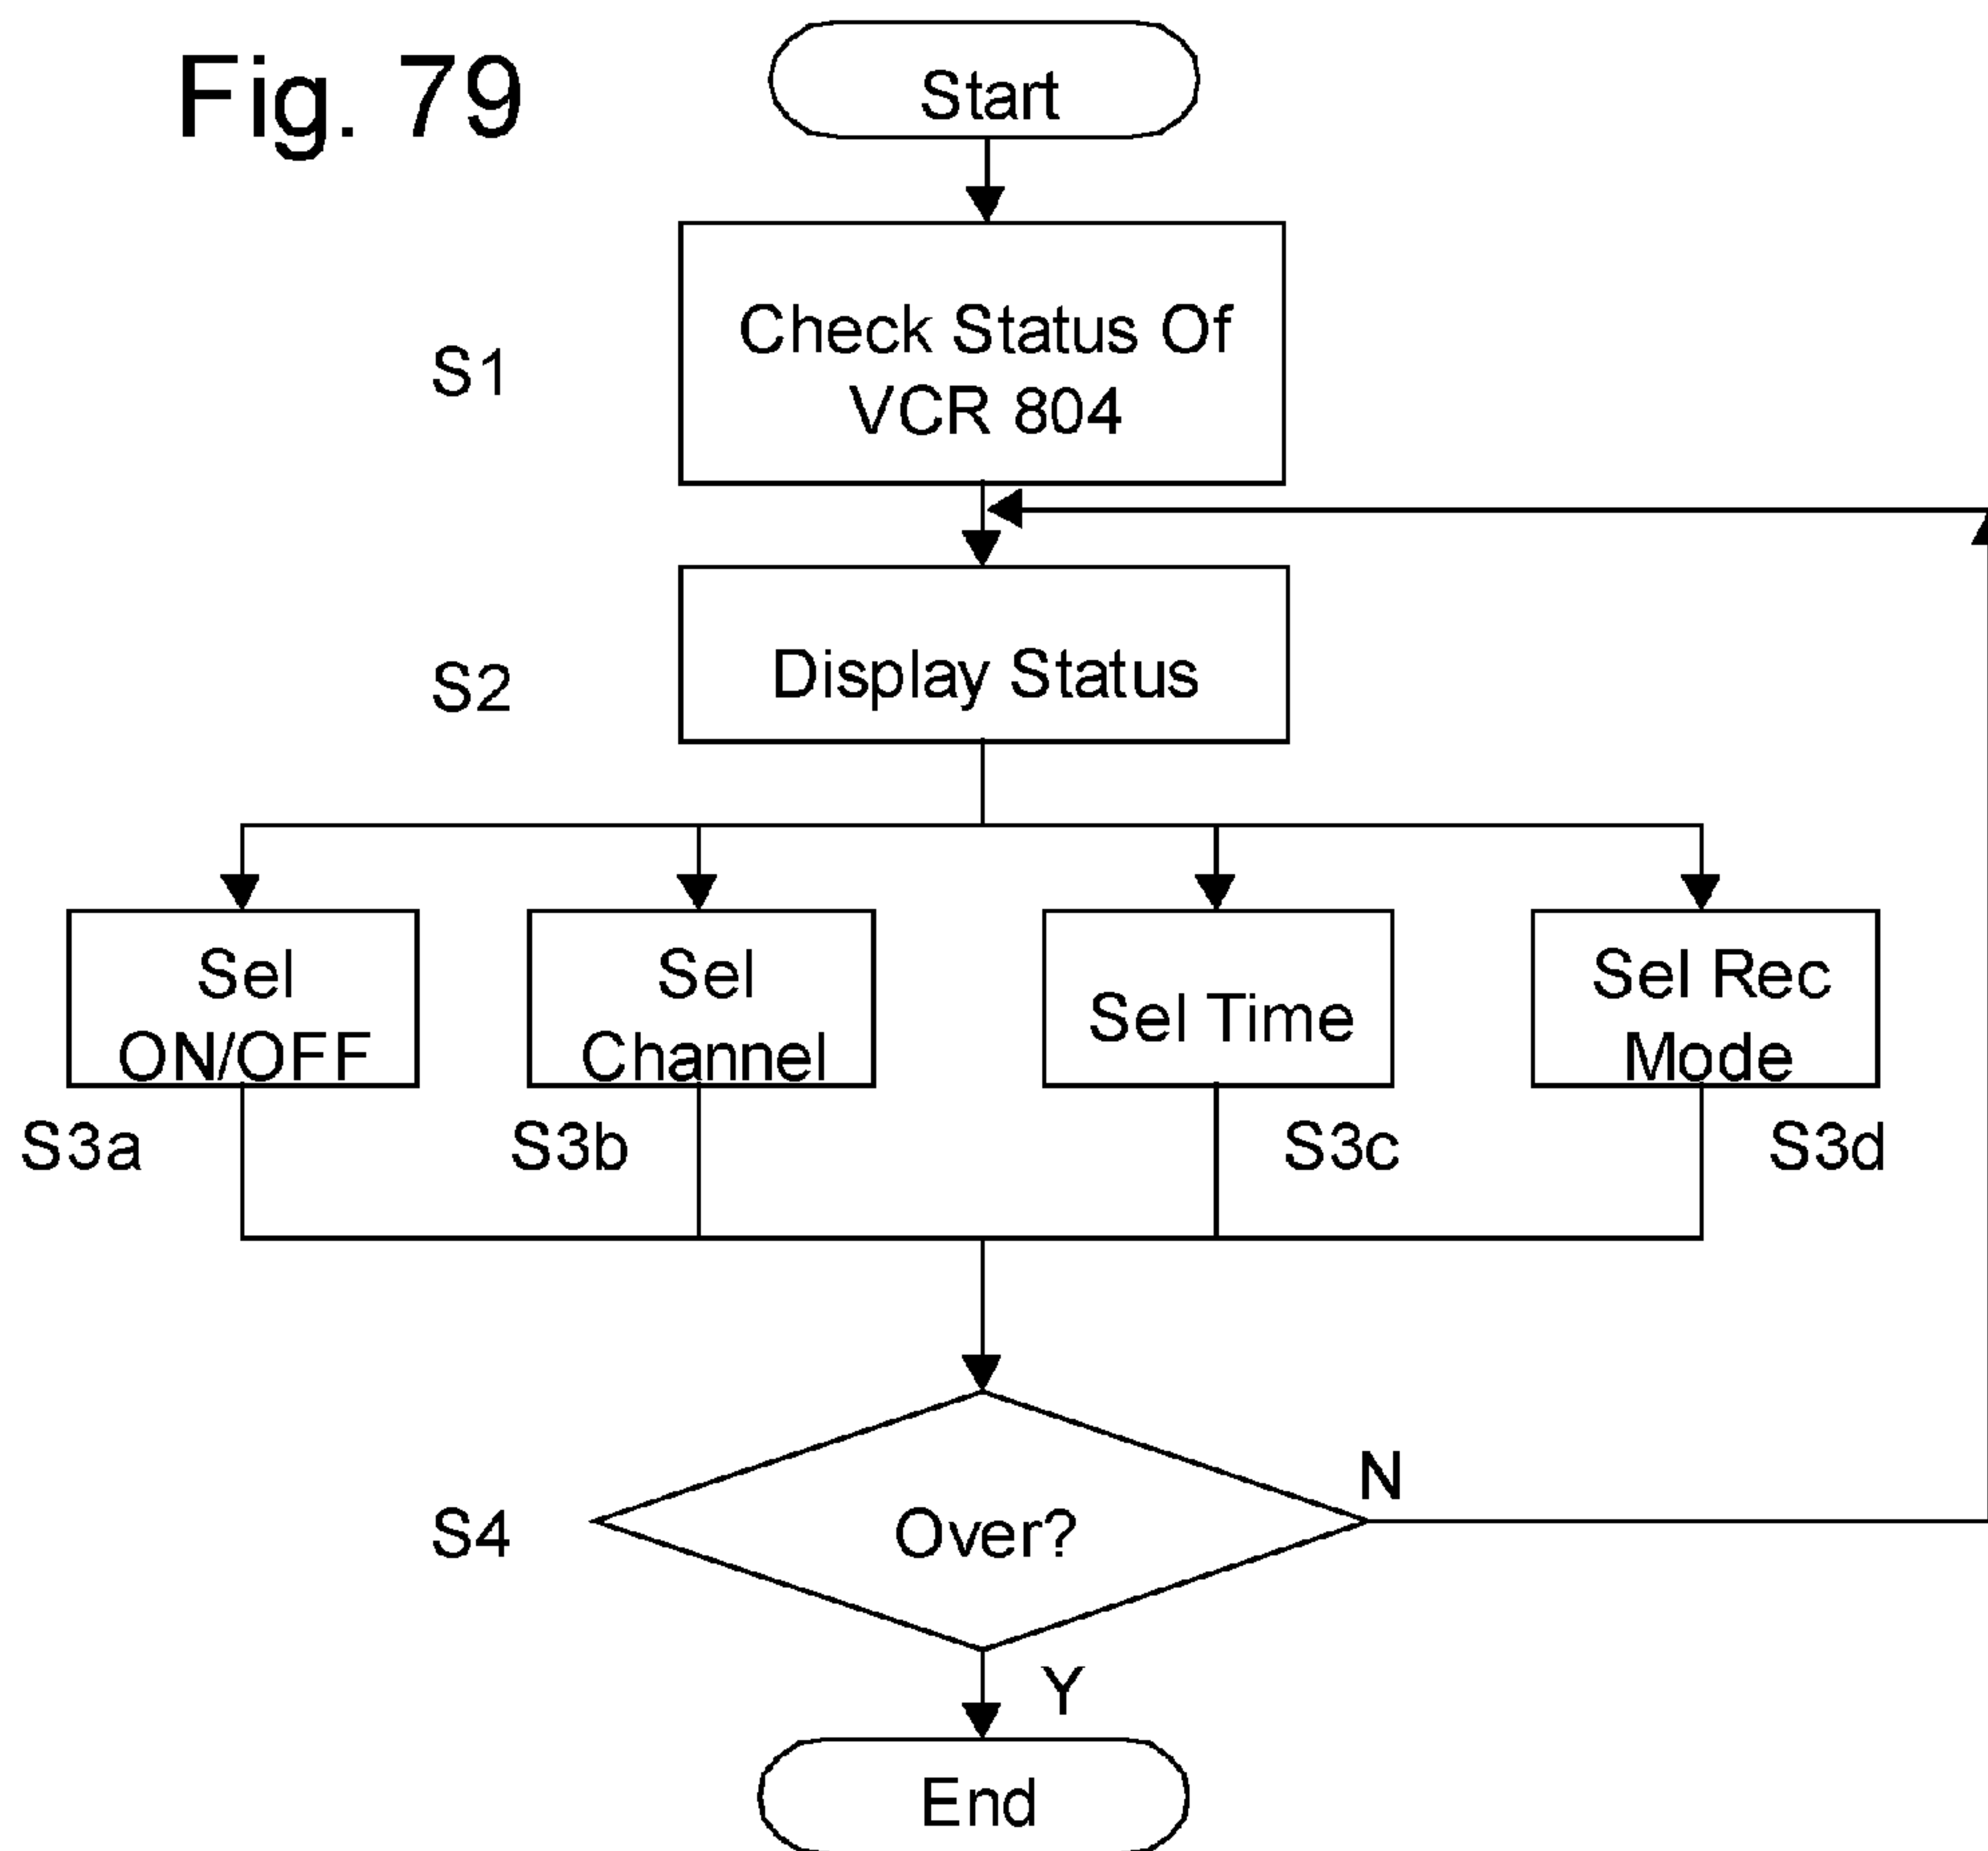 Fig. 79
Start
S1
Check Status Of
VCR 804
S2
Display Status
Sel
ON/OFF
Sel
Channel
Sel Time
Sel Rec
Mode
S3a
S3b
S3c
S3d
S4
Over?
N
Y
End